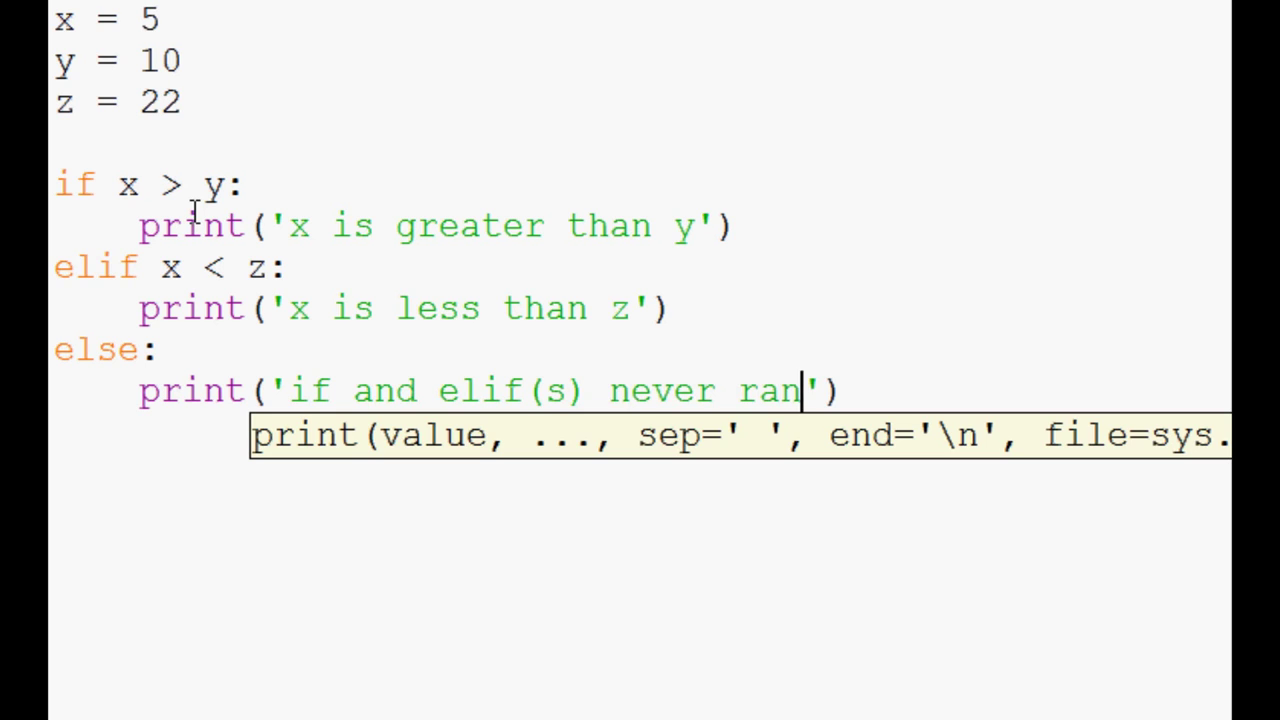 x = 5
y = 10
z = 22
if x > y:
    print('x is greater than y')
elif x < z:
    print('x is less than z')
else:
    print('if and elif(s) never ran')
print(value, ..., sep=' ', end='\n', file=sys.